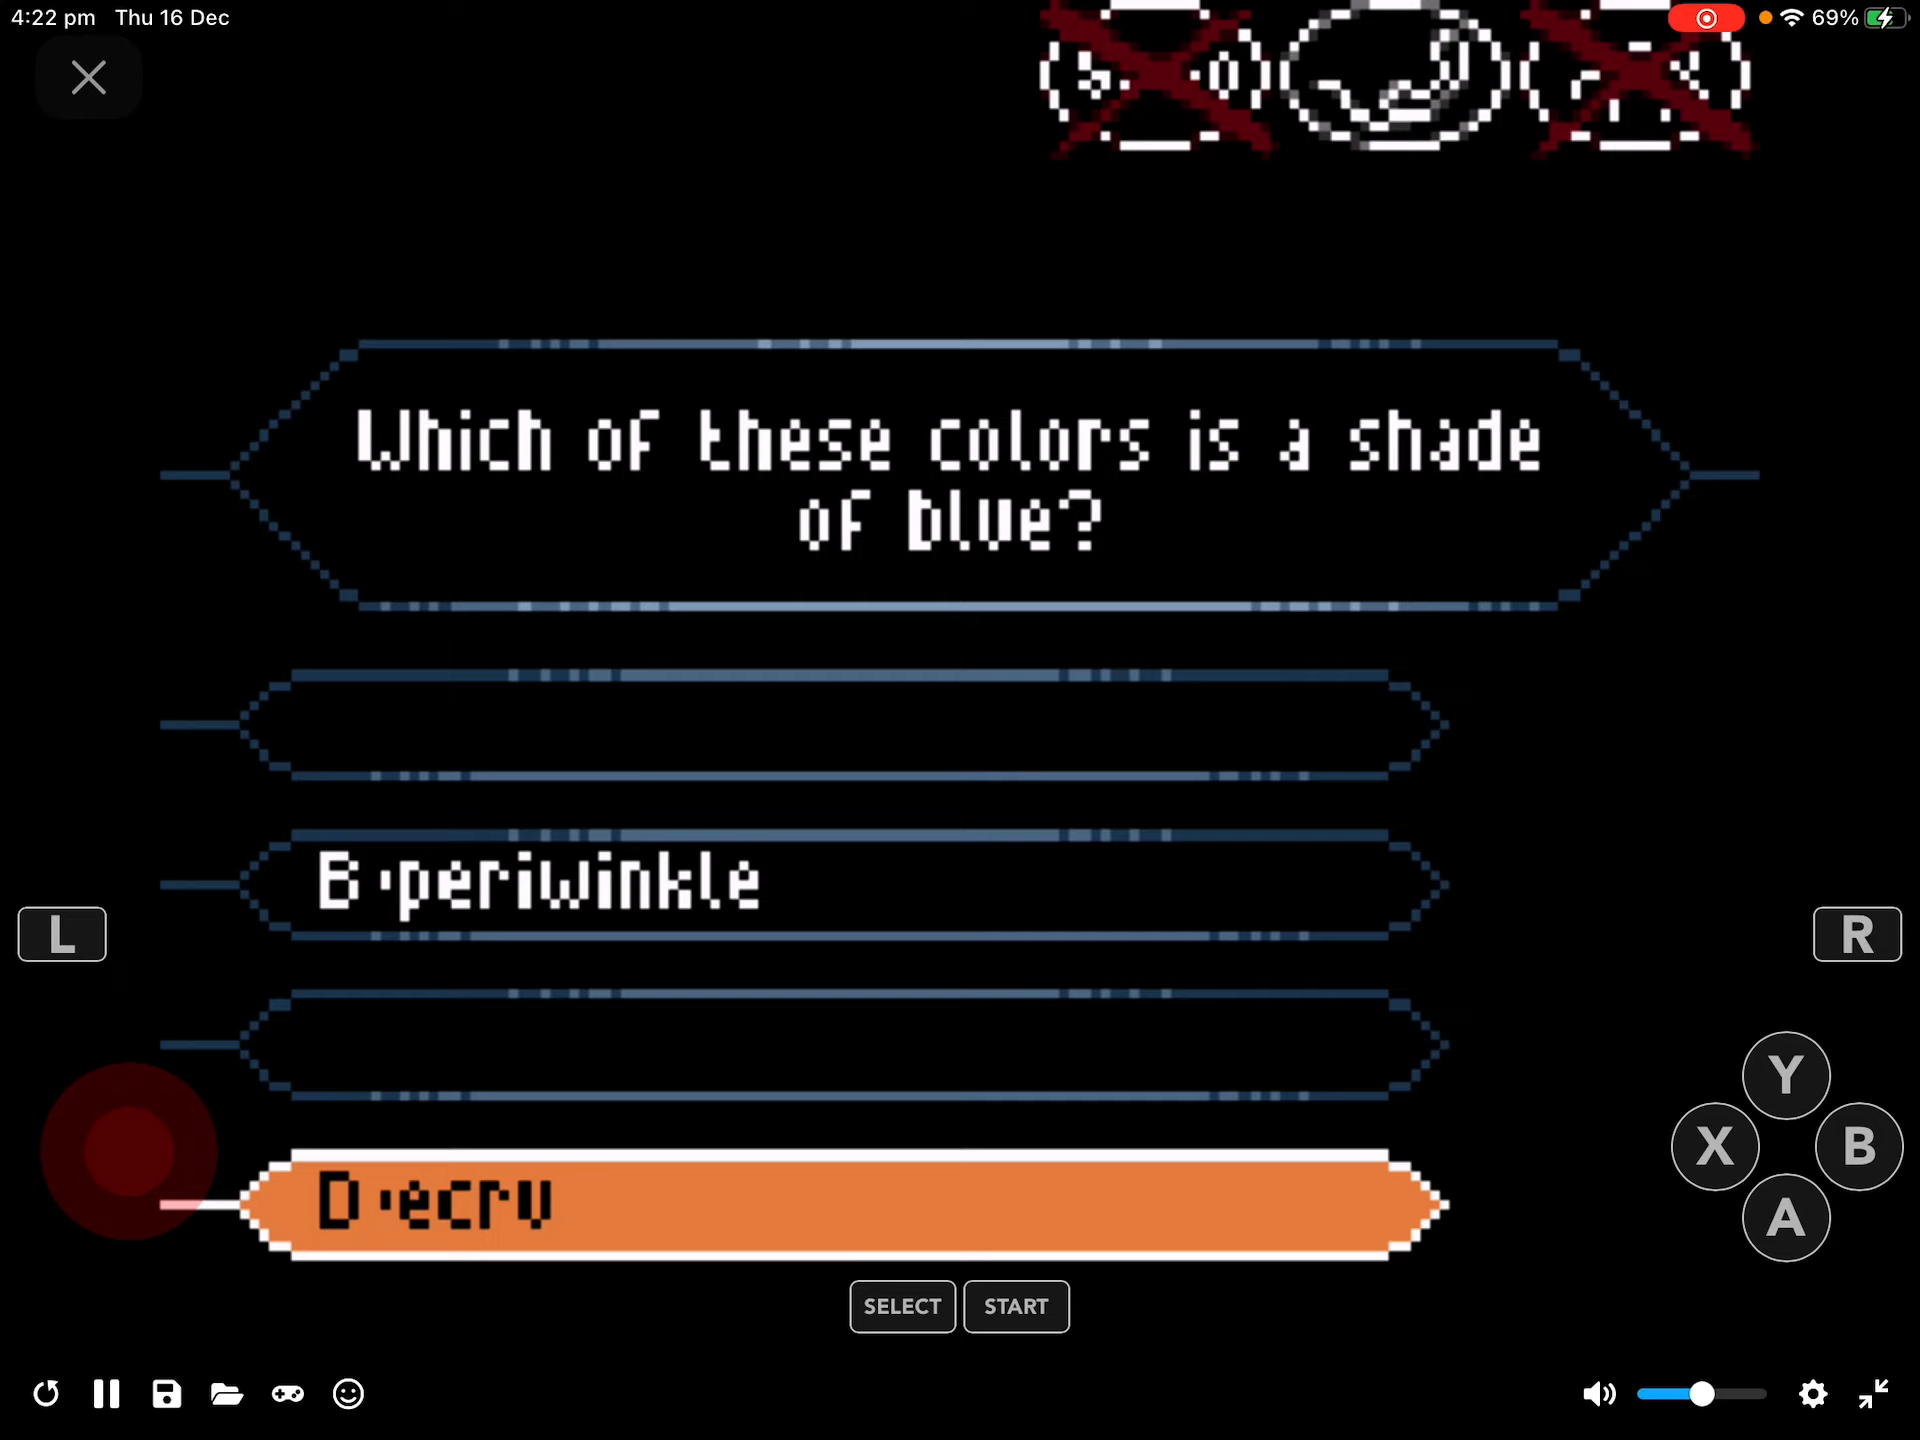 4:22 pm Thu 16 Dec
69%
Which of these colors is a shade
of blue?
B·periwinkle
D·ecru
L
R
Y
X
B
A
SELECT
START